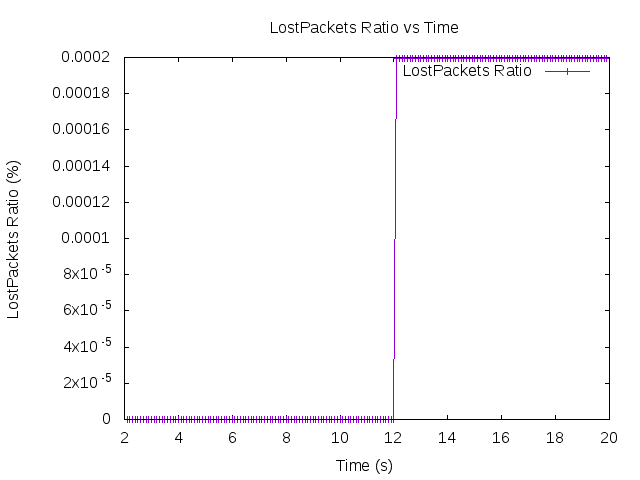 LostPackets Ratio vs Time
LostPackets Ratio (%)
0.0002
0.00018
0.00016
0.00014
0.00012
0.0001
8x10-5
6x10-5
4x10-5
2x10-5
0
LostPackets Ratio
2 4 6 8 10 12 14 16 18 20
Time (s)